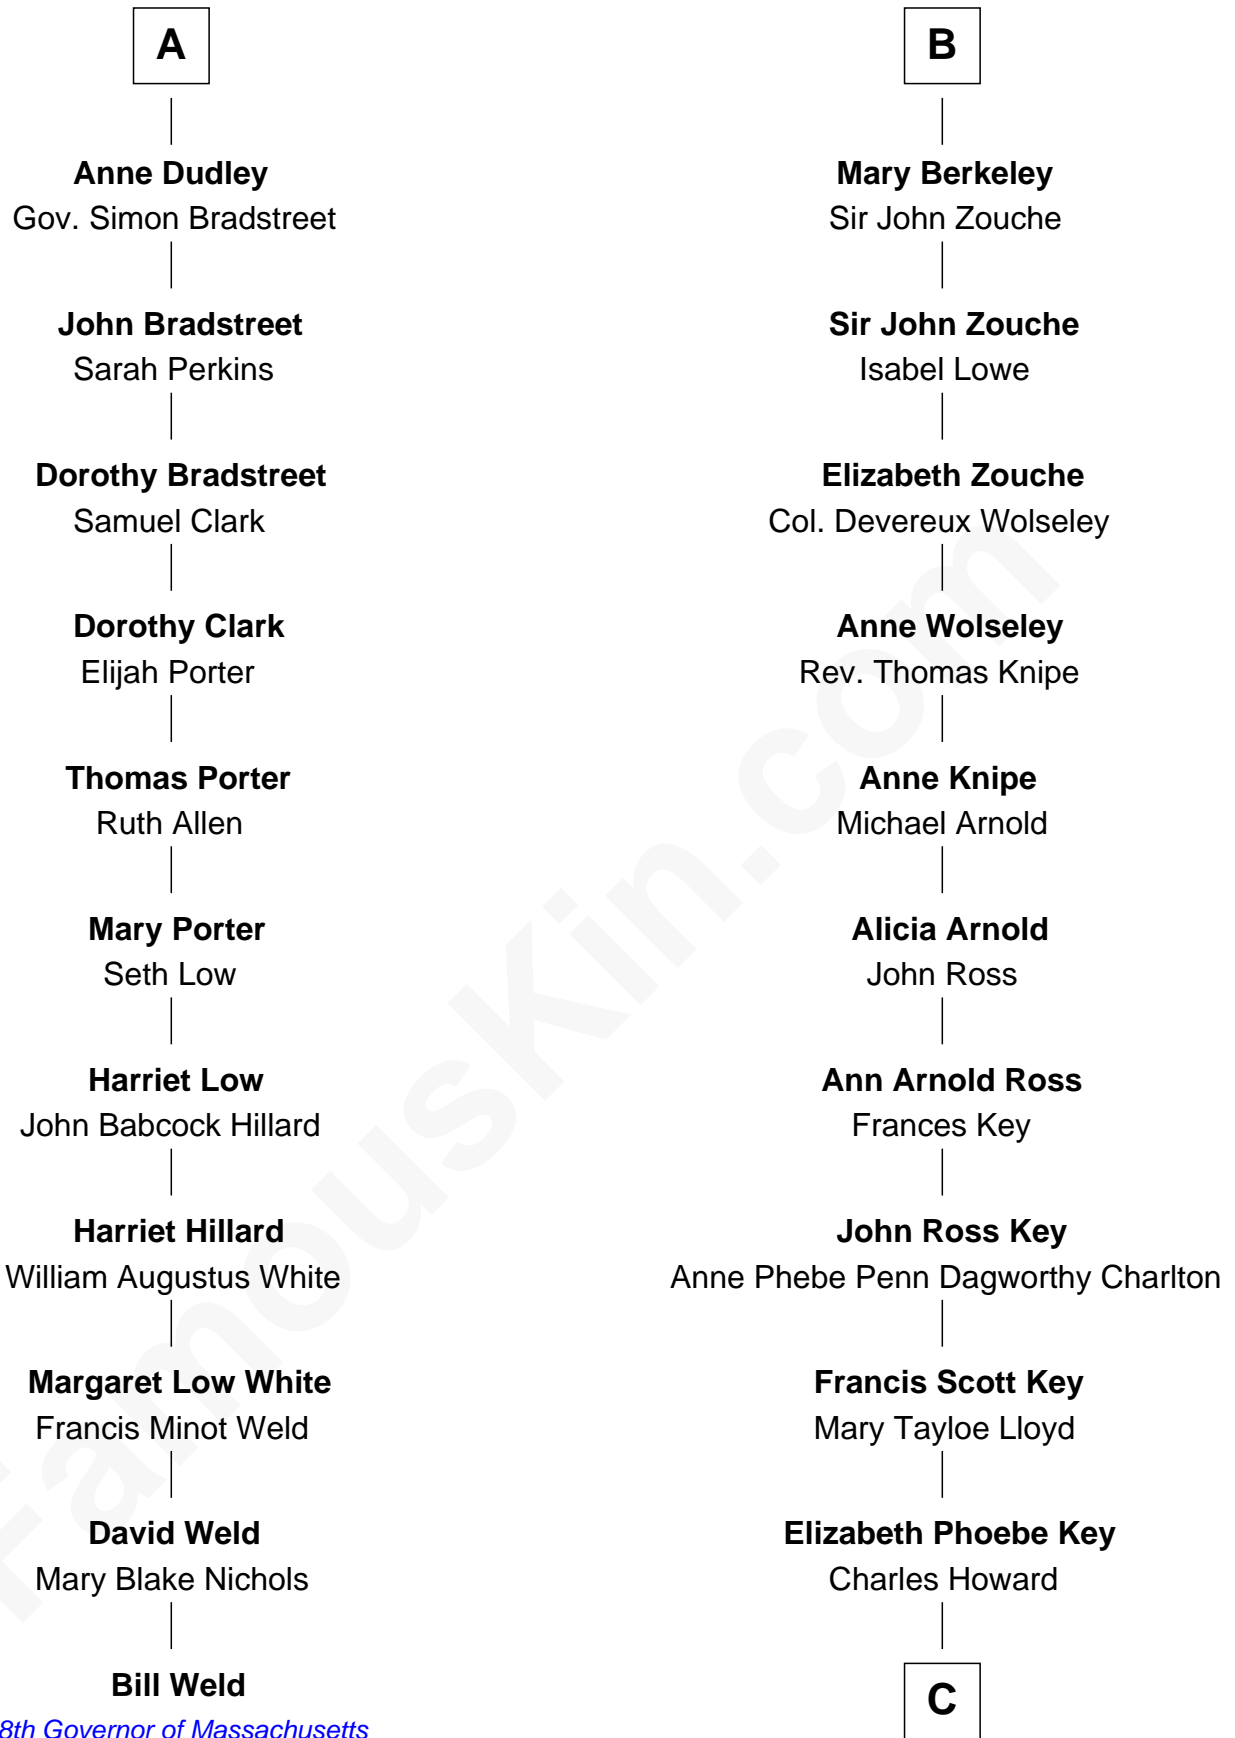 A
Anne Dudley
Gov. Simon Bradstreet
John Bradstreet
Sarah Perkins
Dorothy Bradstreet
Samuel Clark
Dorothy Clark
Elijah Porter
Thomas Porter
Ruth Allen
Mary Porter
Seth Low
Harriet Low
John Babcock Hillard
Harriet Hillard
William Augustus White
Margaret Low White
Francis Minot Weld
David Weld
Mary Blake Nichols
Bill Weld
8th Governor of Massachusetts
B
Mary Berkeley
Sir John Zouche
Sir John Zouche
Isabel Lowe
Elizabeth Zouche
Col. Devereux Wolseley
Anne Wolseley
Rev. Thomas Knipe
Anne Knipe
Michael Arnold
Alicia Arnold
John Ross
Ann Arnold Ross
Frances Key
John Ross Key
Anne Phebe Penn Dagworthy Charlton
Francis Scott Key
Mary Tayloe Lloyd
Elizabeth Phoebe Key
Charles Howard
C
FamousKin.com